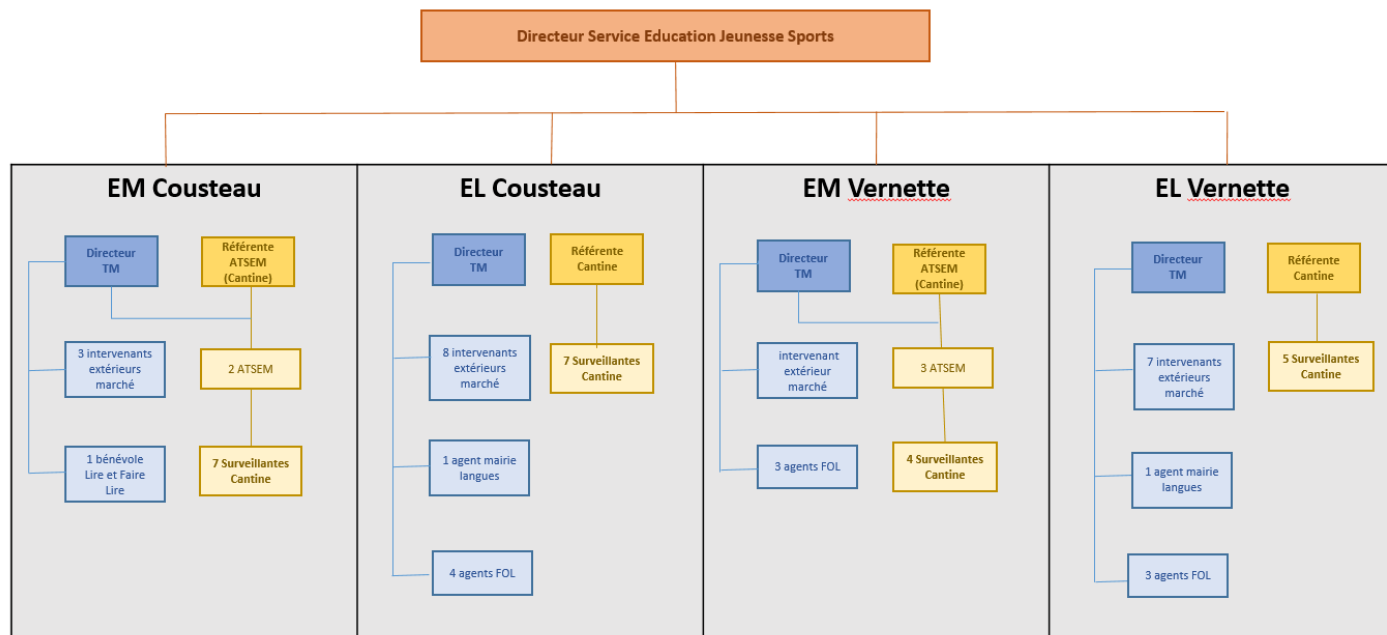 Directeur Service Education Jeunesse Sports
EM Cousteau
Directeur
TM
Référente
ATSEM
(Cantine)
3 intervenants
extérieurs
marché
2 ATSEM
1 bénévole
Lire et Faire
Lire
7 Surveillantes
Cantine
EL Cousteau
Directeur
TM
Référente
Cantine
8 intervenants
extérieurs
marché
7 Surveillantes
Cantine
1 agent mairie
langues
4 agents FOL
EM Vernette
Directeur
TM
Référente
ATSEM
(Cantine)
intervenant
extérieur
marché
3 ATSEM
3 agents FOL
4 Surveillantes
Cantine
EL Vernette
Directeur
TM
Référente
Cantine
7 intervenants
extérieurs
marché
5 Surveillantes
Cantine
1 agent mairie
langues
3 agents FOL